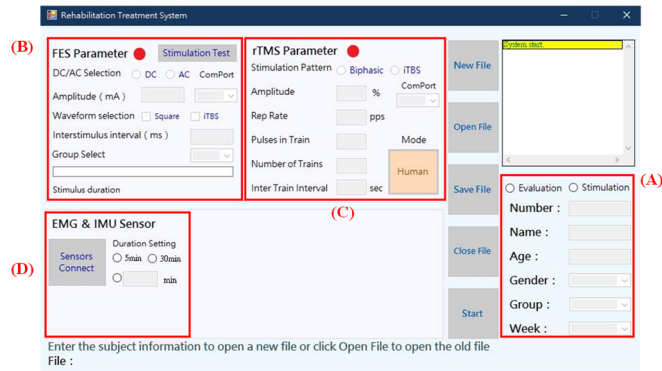 Rehabilitation Treatment System
(B)
FES Parameter
Stimulation Test
DC/AC Selection
DC
AC
ComPort
Amplitude ( mA )
Waveform selection
Square
iTBS
Interstimulus interval ( ms )
Group Select
Stimulus duration
rTMS Parameter
Stimulation Pattern
Biphasic
iTBS
Amplitude
%
ComPort
Rep Rate
pps
Pulses in Train
Mode
Number of Trains
Human
Inter Train Interval
sec
(C)
New File
Open File
Save File
Close File
Start
System start.
(A)
Evaluation
Stimulation
Number :
Name :
Age :
Gender :
Group :
Week :
(D)
EMG & IMU Sensor
Sensors
Connect
Duration Setting
5min
30min
min
Enter the subject information to open a new file or click Open File to open the old file
File :